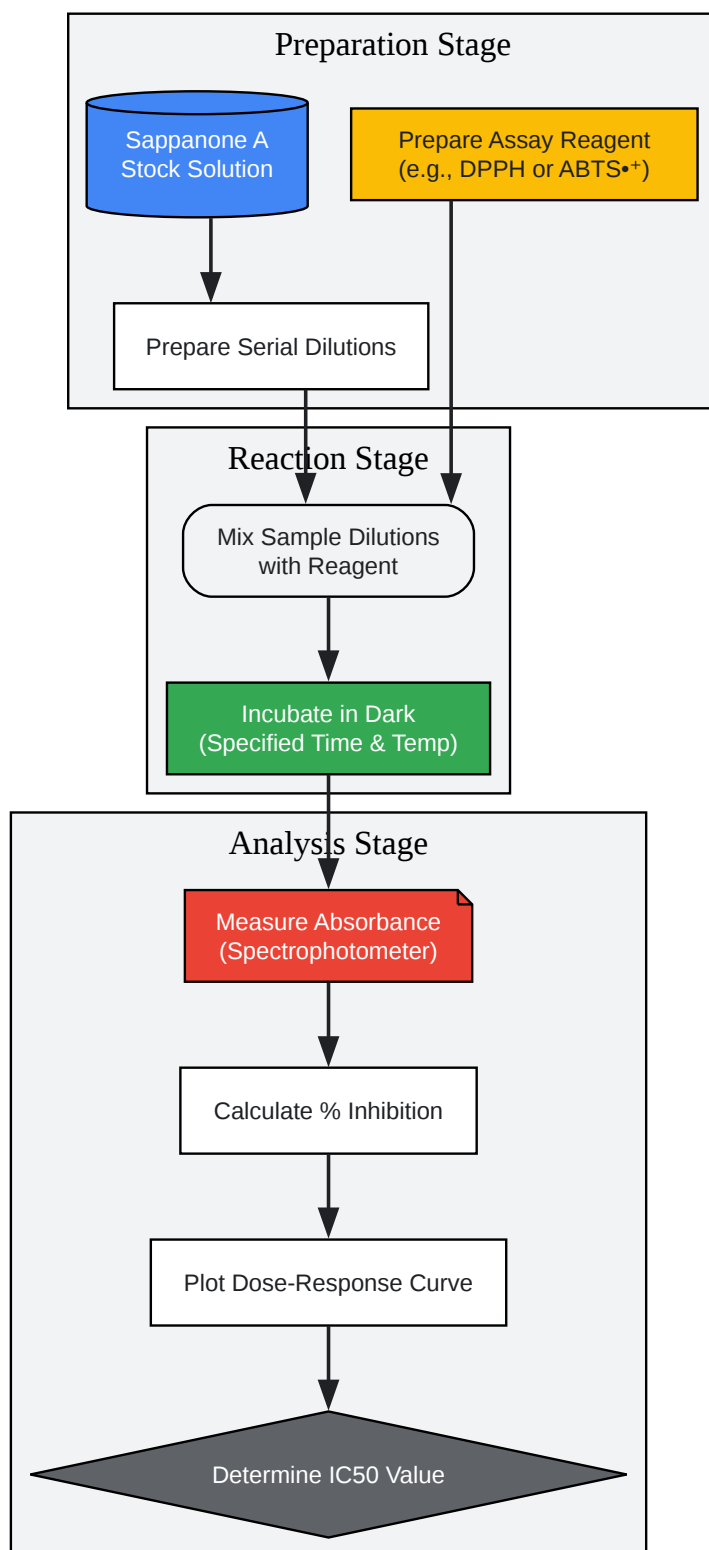 Preparation Stage
Sappanone A
Stock Solution
Prepare Assay Reagent
(e.g., DPPH or ABTS•⁺)
Prepare Serial Dilutions
Reaction Stage
Mix Sample Dilutions
with Reagent
Incubate in Dark
(Specified Time & Temp)
Analysis Stage
Measure Absorbance
(Spectrophotometer)
Calculate % Inhibition
Plot Dose-Response Curve
Determine IC50 Value